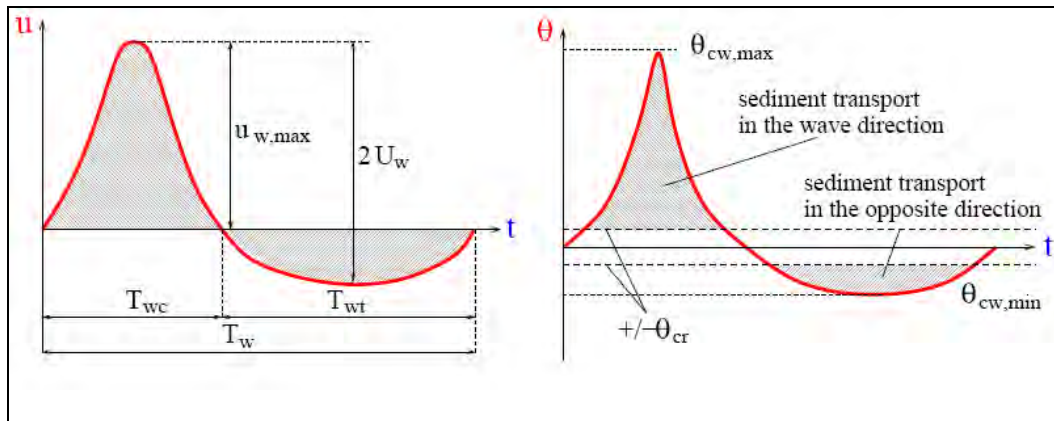 u
u w,max
2 U w
t
T wc
T wt
T w
θ
θ cw,max
sediment transport
in the wave direction
sediment transport
in the opposite direction
t
θ cw,min
+/−θ cr